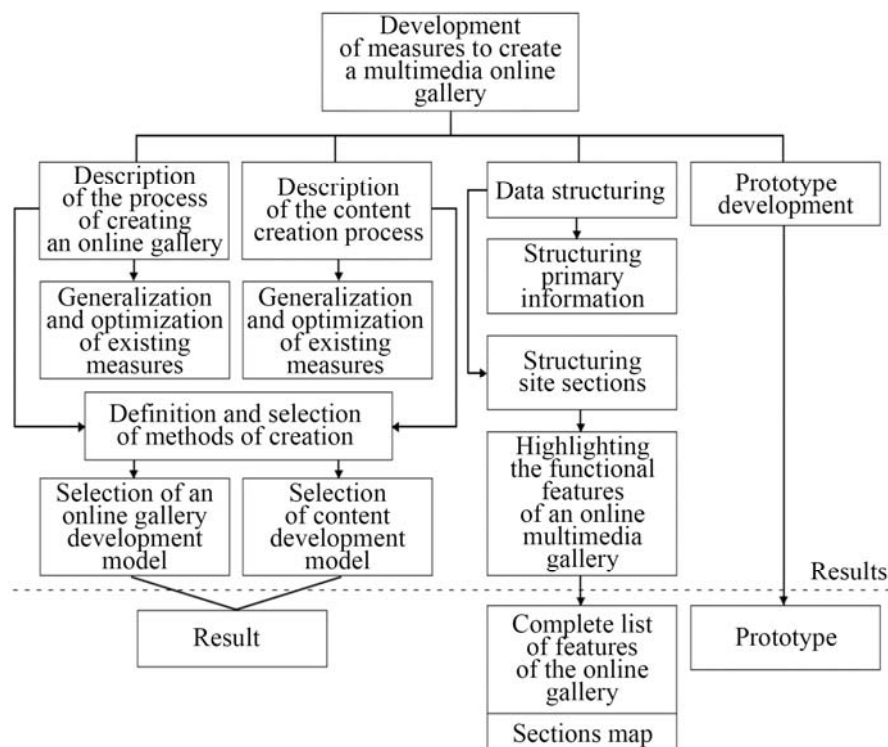 Development
of measures to create
a multimedia online
gallery
Description
of the process
of creating
an online gallery
Description
of the content
creation process
Data structuring
Prototype
development
Generalization
and optimization
of existing
measures
Generalization
and optimization
of existing
measures
Structuring
primary
information
Structuring
site sections
Definition and selection
of methods of creation
Highlighting
the functional
features
of an online
multimedia
gallery
Selection of an
online gallery
development
model
Selection
of content
development
model
Results
Result
Complete list
of features
of the online
gallery
Prototype
Sections map